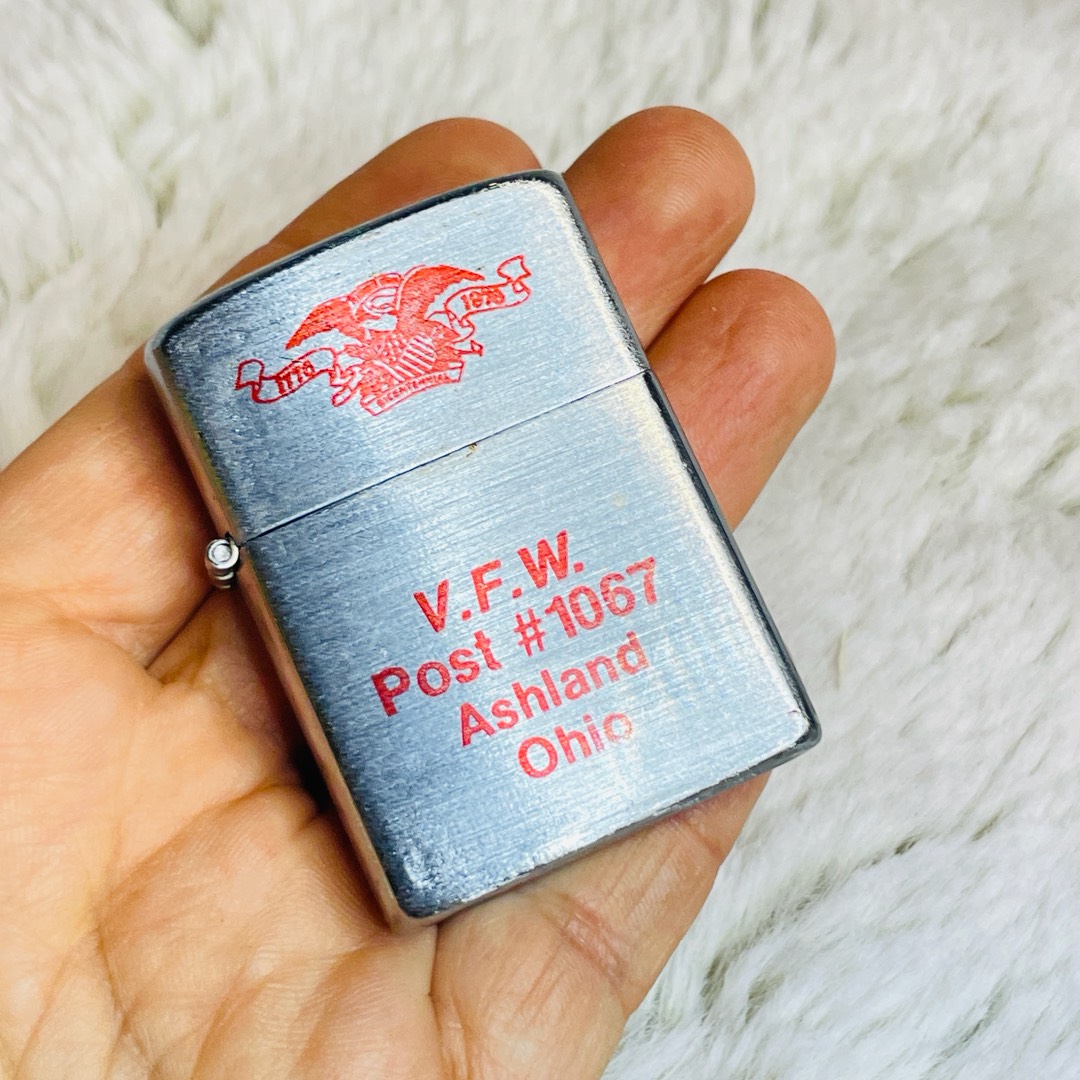 1776
1976
BICENTENNIAL
V.F.W.
Post #1067
Ashland
Ohio